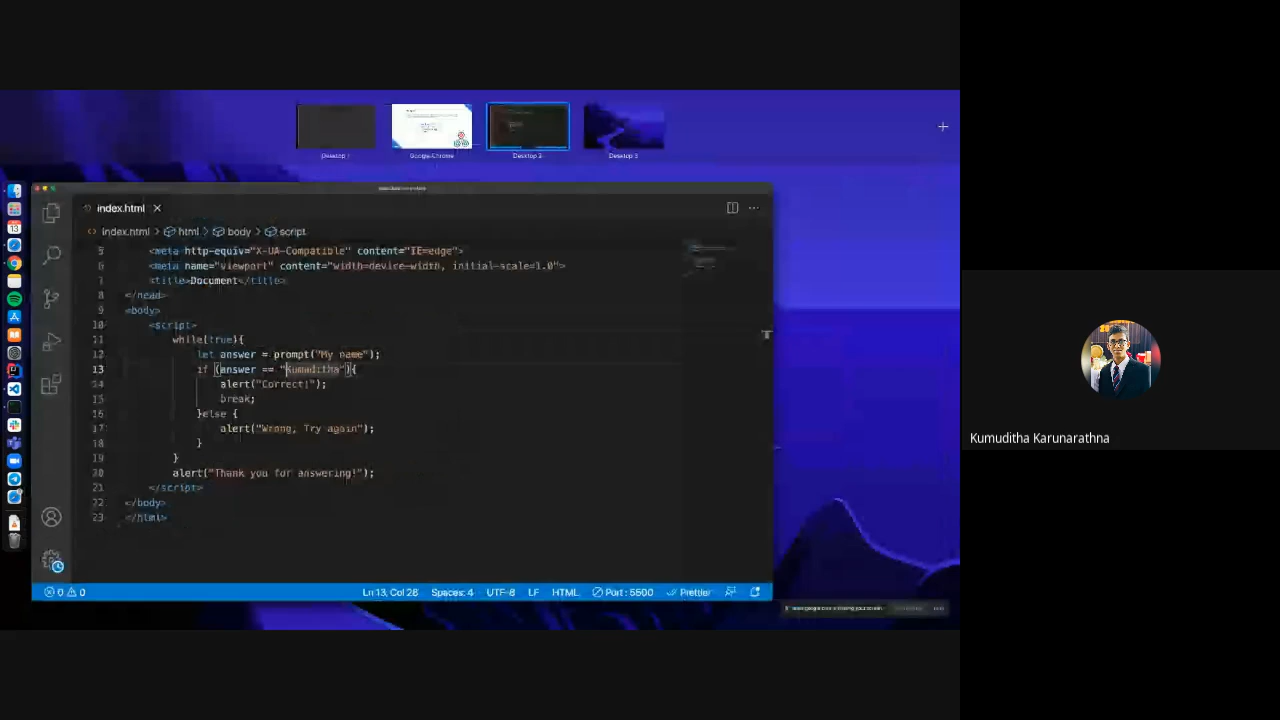 Desktop 1
Google Chrome
Desktop 2
Desktop 3
index.html
index.html > html > body > script
5 <meta http-equiv="X-UA-Compatible" content="IE=edge">
6 <meta name="viewport" content="width=device-width, initial-scale=1.0">
7 <title>Document</title>
8 </head>
9 <body>
10 <script>
11 while(true){
12 let answer = prompt("My name");
13 if (answer == "Kumuditha"){
14 alert("Correct!");
15 break;
16 }else {
17 alert("Wrong, Try again");
18 }
19 }
20 alert("Thank you for answering!");
21 </script>
22 </body>
23 </html>
0 0
Ln 13, Col 28 Spaces: 4 UTF-8 LF HTML Port : 5500 Prettier
Kumuditha Karunarathna